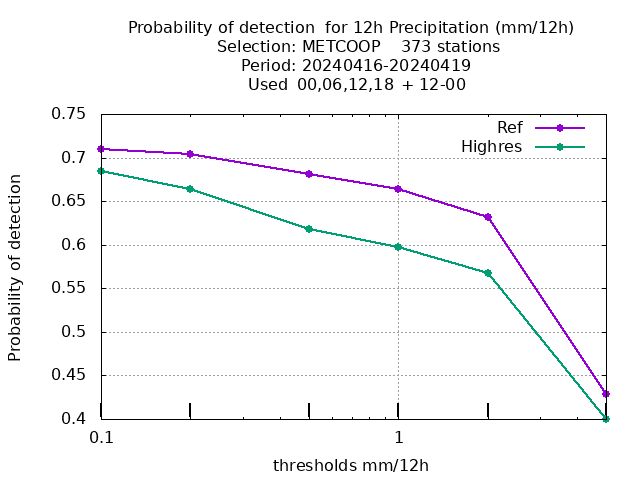 Probability of detection  for 12h Precipitation (mm/12h)
Selection: METCOOP    373 stations
Period: 20240416-20240419
Used  00,06,12,18  + 12-00
Ref
Highres
Probability of detection
0.75
0.7
0.65
0.6
0.55
0.5
0.45
0.4
0.1
1
thresholds mm/12h